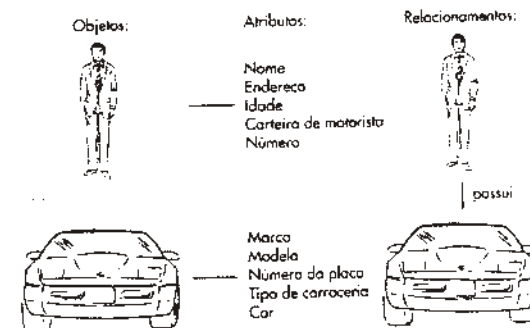 Objetos:
Atributos:
Relacionamentos:
Nome
Endereço
Idade
Carteira de motorista
Número
possui
Marca
Modelo
Número da placa
Tipo de carroceria
Cor